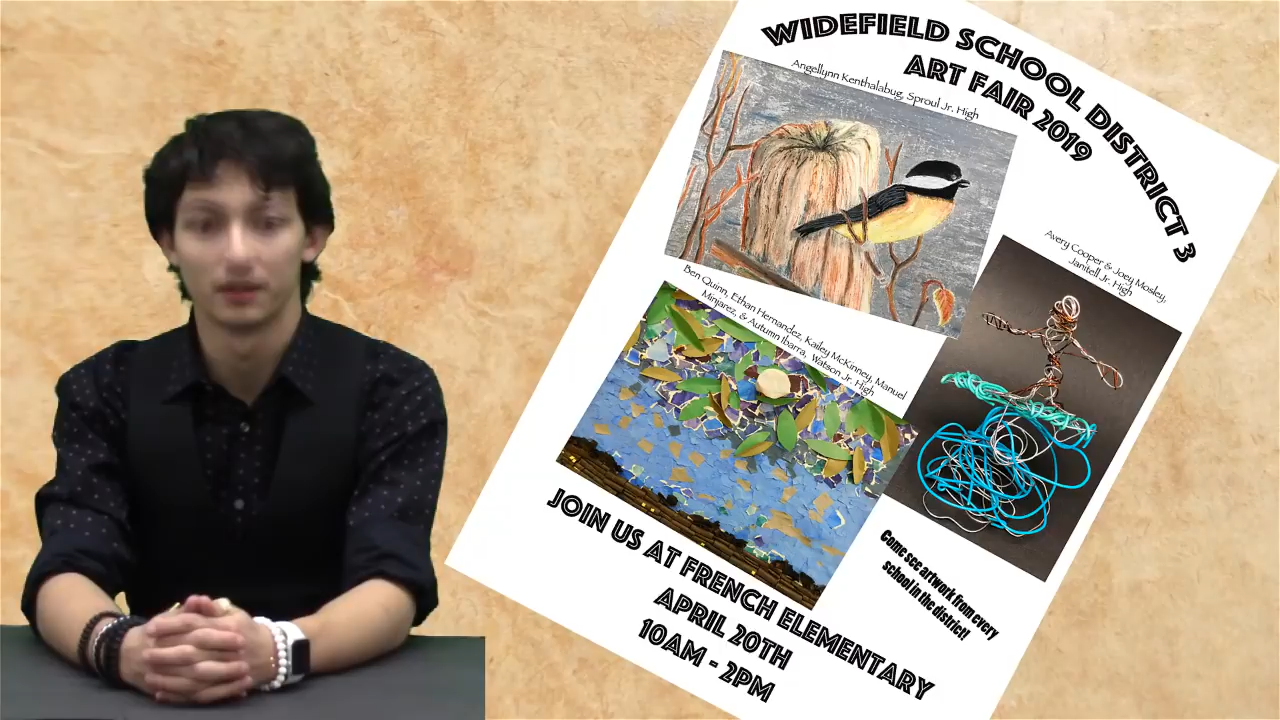 WIDEFIELD SCHOOL DISTRICT 3
ART FAIR 2019
Angellynn Kenthalabug, Sproul Jr. High
Avery Cooper & Joey Mosley,
Janitell Jr. High
Ben Quinn, Ethan Hernandez, Kailey McKinney, Manuel
Minjarez, & Autumn Ibarra, Watson Jr. High
Come see artwork from every
school in the district!
JOIN US AT FRENCH ELEMENTARY
APRIL 20TH
10AM - 2PM